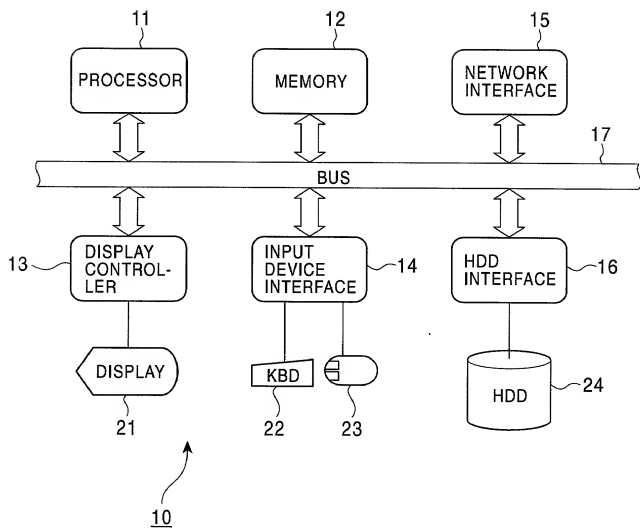 11
12
15
PROCESSOR
MEMORY
NETWORK
INTERFACE
17
BUS
13
DISPLAY
CONTROL-
LER
INPUT
DEVICE
INTERFACE
14
HDD
INTERFACE
16
DISPLAY
KBD
HDD
24
21
22
23
10